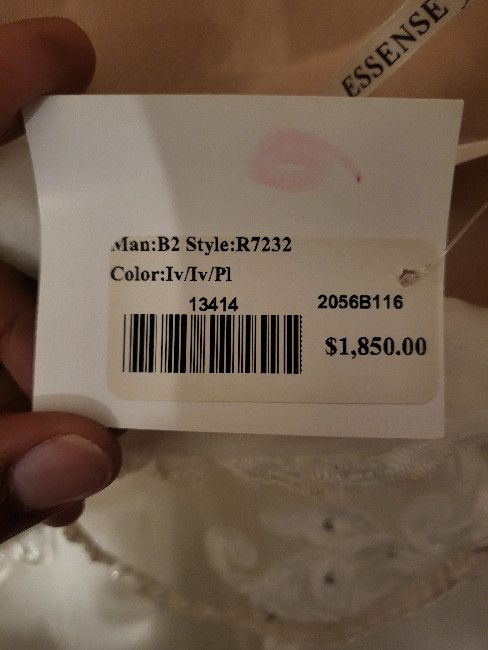 ESSENSE
Man:B2 Style:R7232
Color:Iv/Iv/Pl
13414 2056B116
$1,850.00